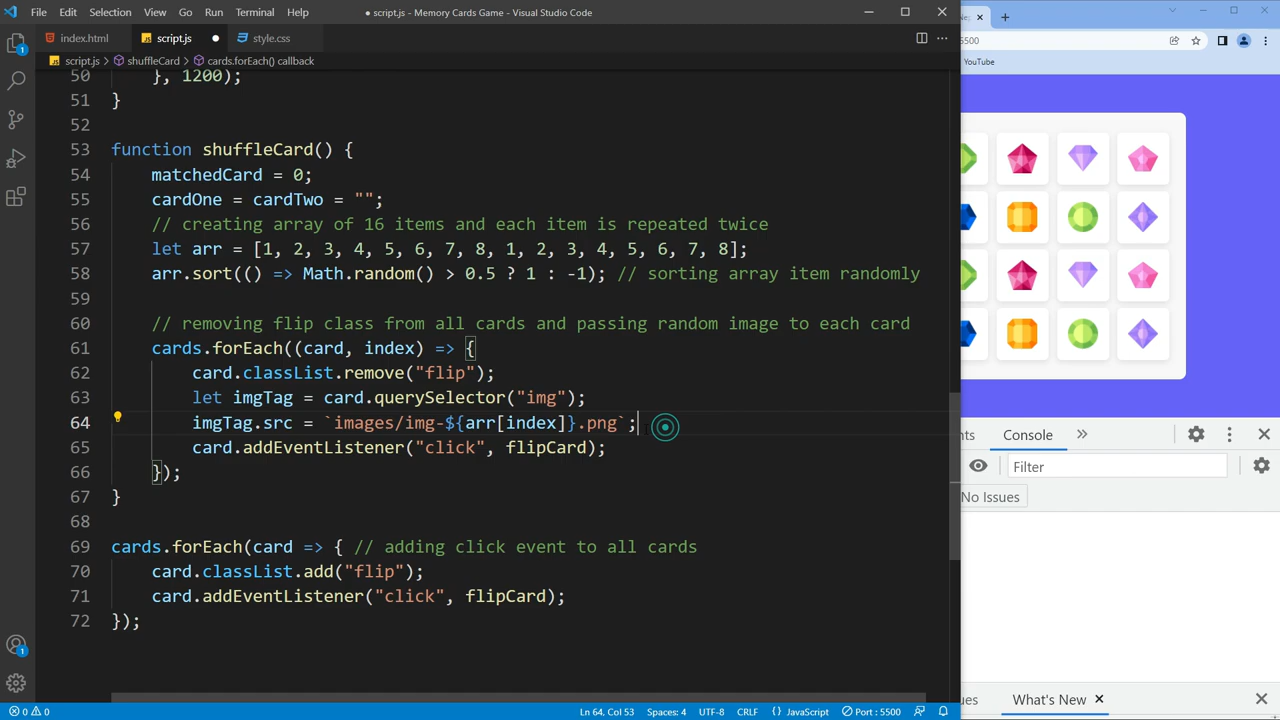 File Edit Selection View Go Run Terminal Help
● script.js - Memory Cards Game - Visual Studio Code
index.html script.js ● style.css
script.js > shuffleCard > cards.forEach() callback
50 }, 1200);
51 }
52
53 function shuffleCard() {
54 matchedCard = 0;
55 cardOne = cardTwo = "";
56 // creating array of 16 items and each item is repeated twice
57 let arr = [1, 2, 3, 4, 5, 6, 7, 8, 1, 2, 3, 4, 5, 6, 7, 8];
58 arr.sort(() => Math.random() > 0.5 ? 1 : -1); // sorting array item randomly
59
60 // removing flip class from all cards and passing random image to each card
61 cards.forEach((card, index) => {
62 card.classList.remove("flip");
63 let imgTag = card.querySelector("img");
64 imgTag.src = `images/img-${arr[index]}.png`;
65 card.addEventListener("click", flipCard);
66 });
67 }
68
69 cards.forEach(card => { // adding click event to all cards
70 card.classList.add("flip");
71 card.addEventListener("click", flipCard);
72 });
1
1
0 0
Ln 64, Col 53 Spaces: 4 UTF-8 CRLF JavaScript Port : 5500
5500
YouTube
nts Console
Filter
No Issues
ues What's New